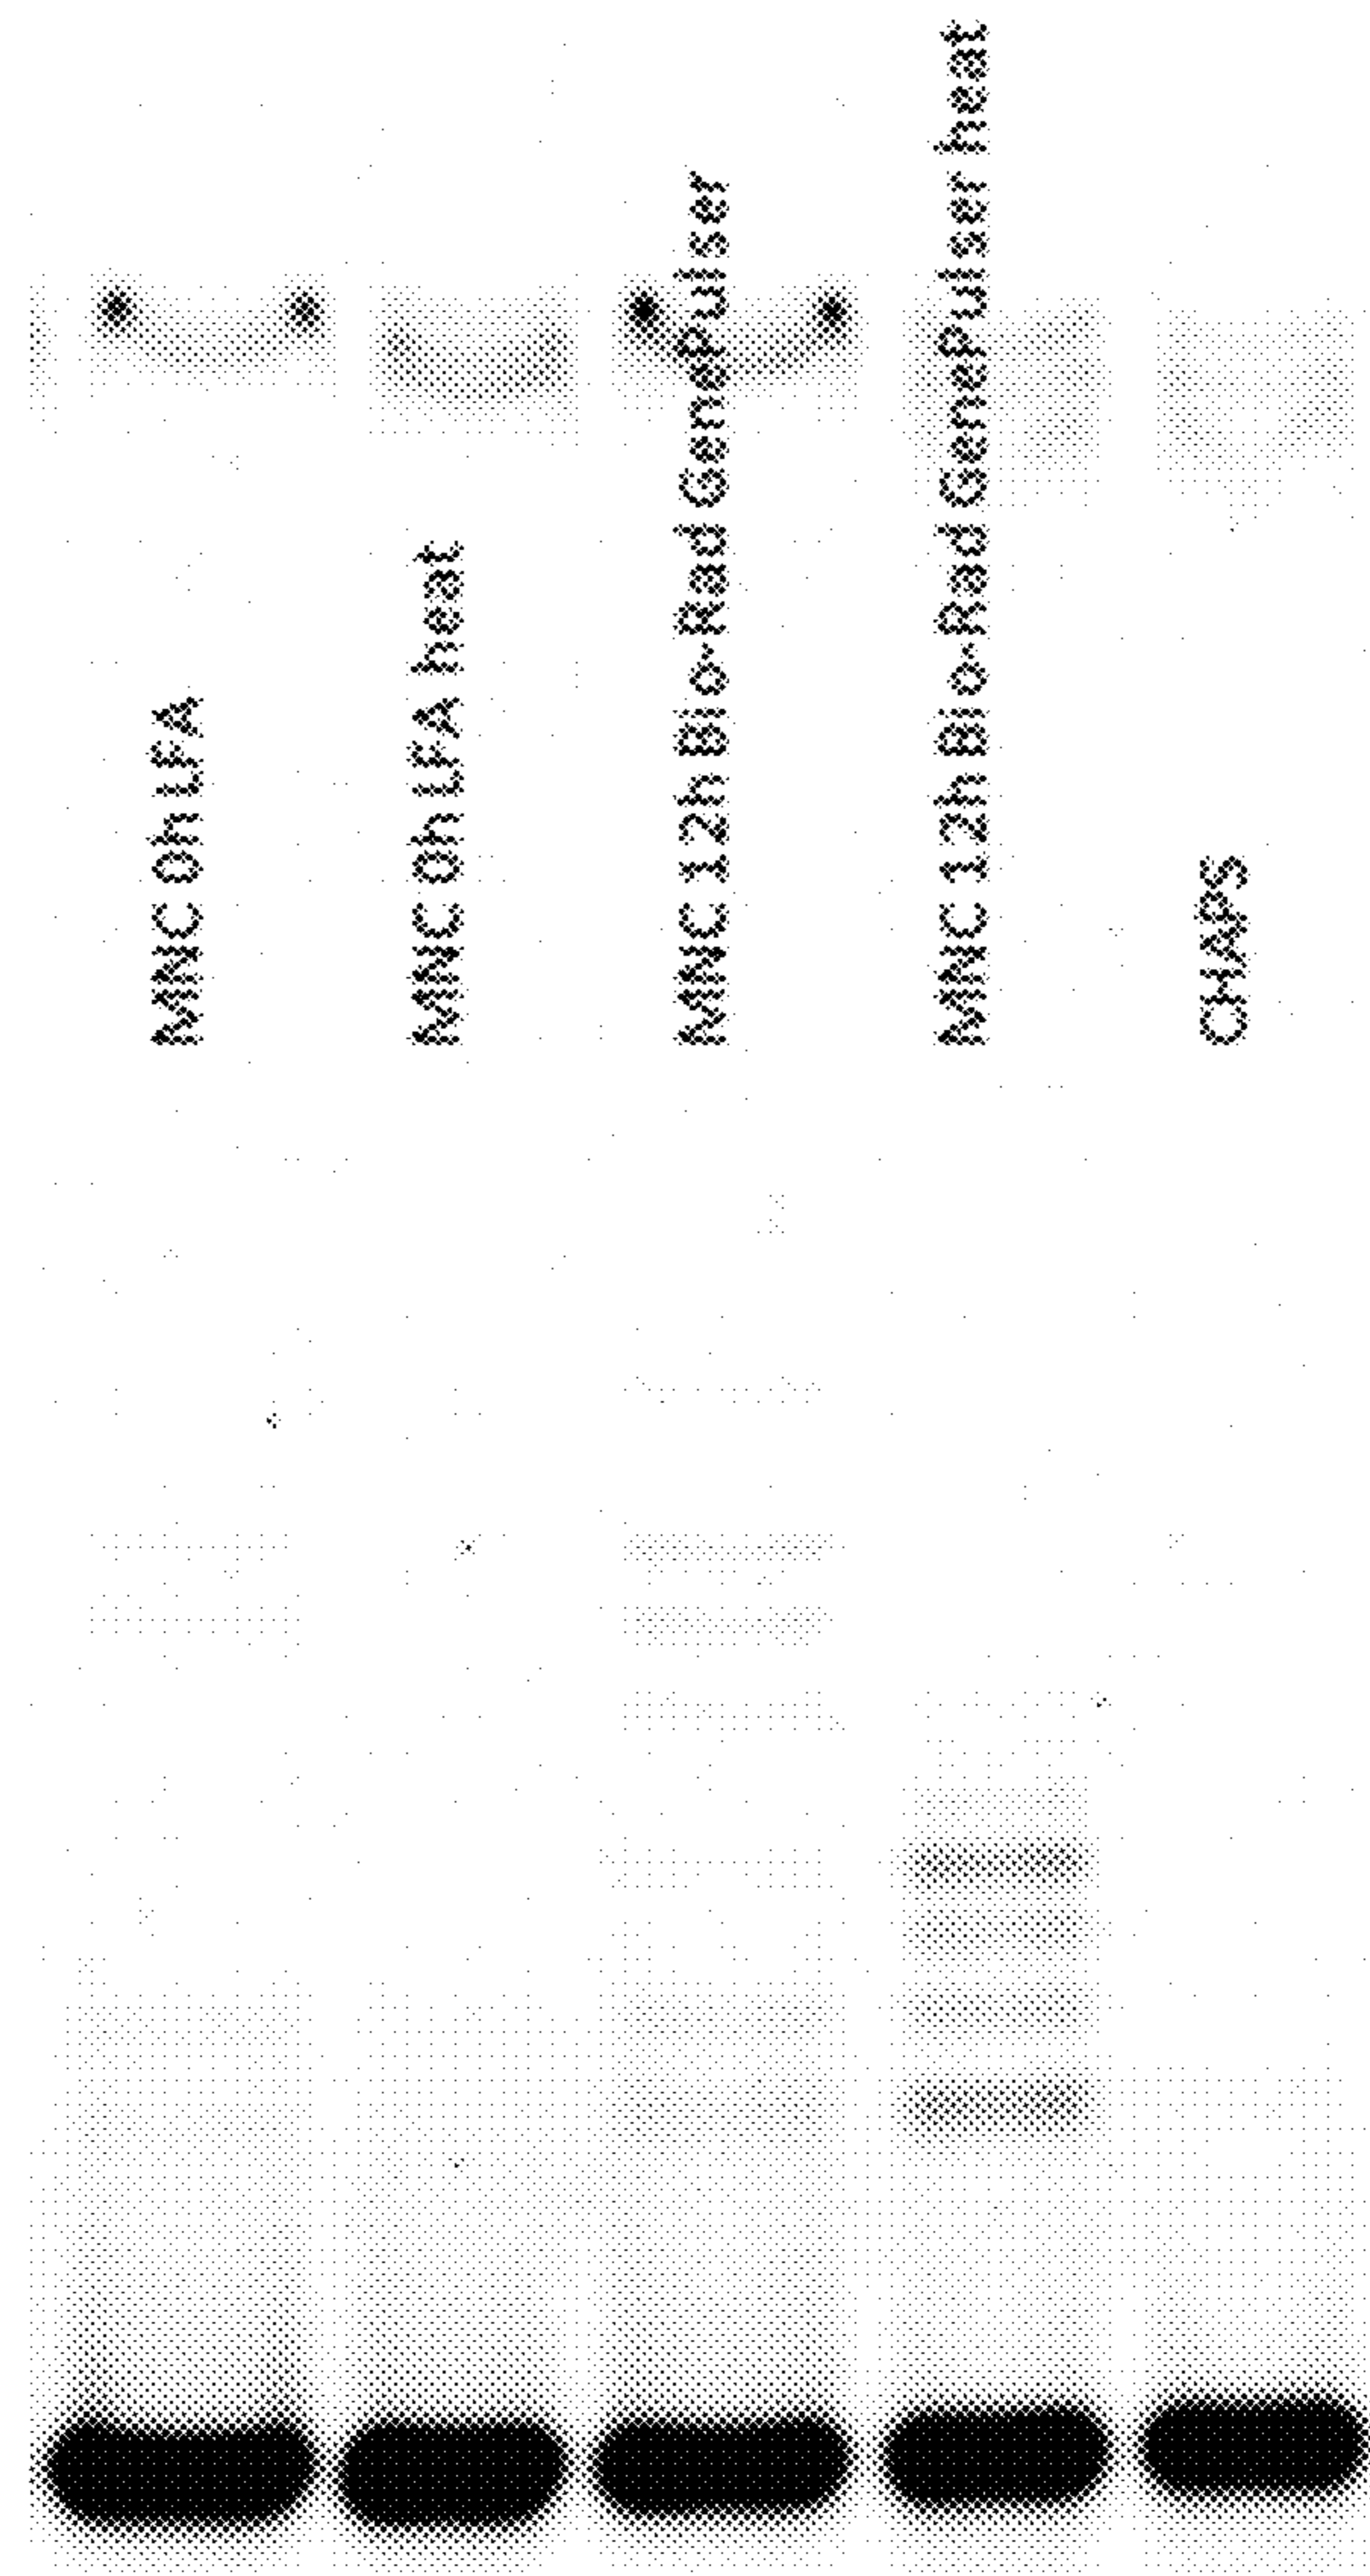 MNC 0h LFA
MNC 0h LFA heat
MNC 12h Bio-Rad GenePulser
MNC 12h Bio-Rad GenePulser heat
CHAPS